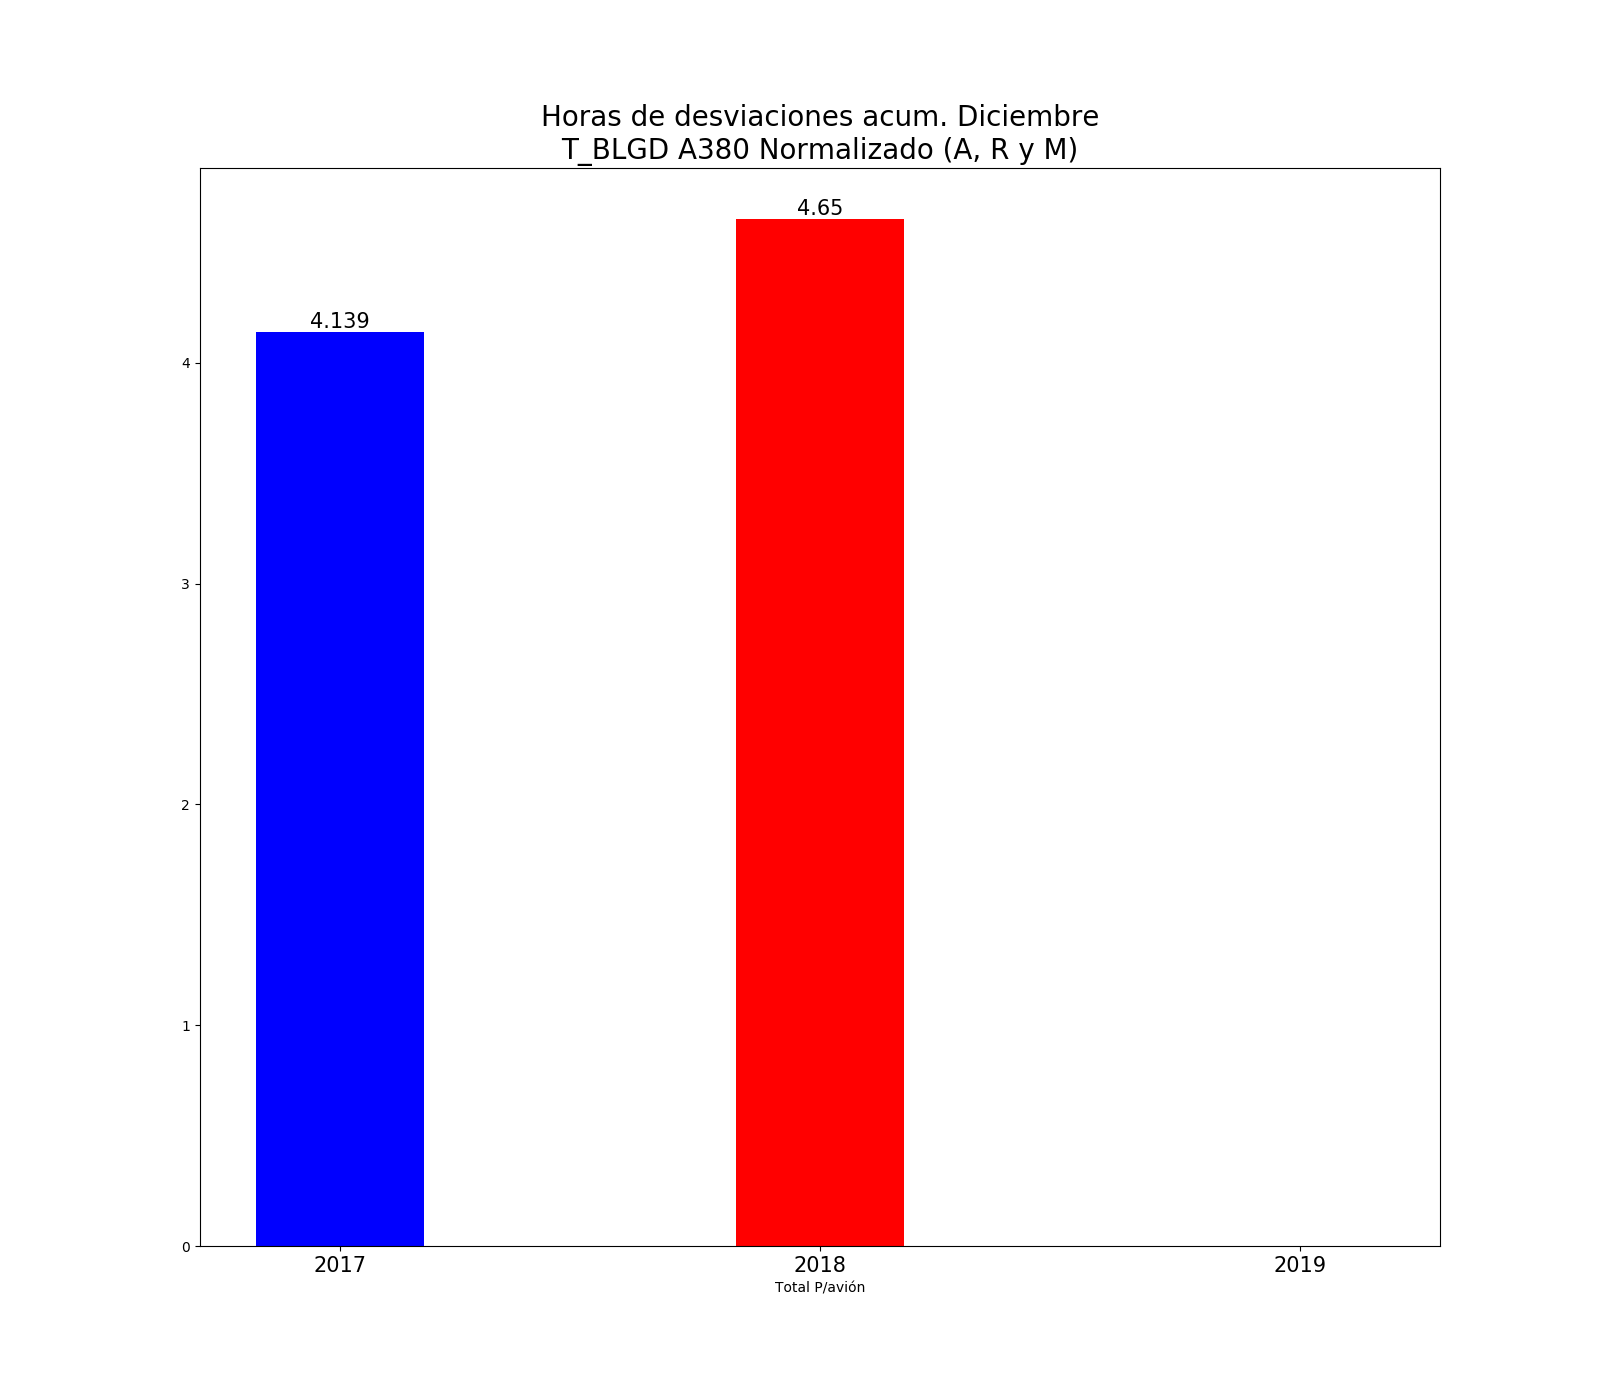 Horas de desviaciones acum. Diciembre
T_BLGD A380 Normalizado (A, R y M)
4.65
4.139
4
3
2
1
0
2017 2018 2019
Total P/avión